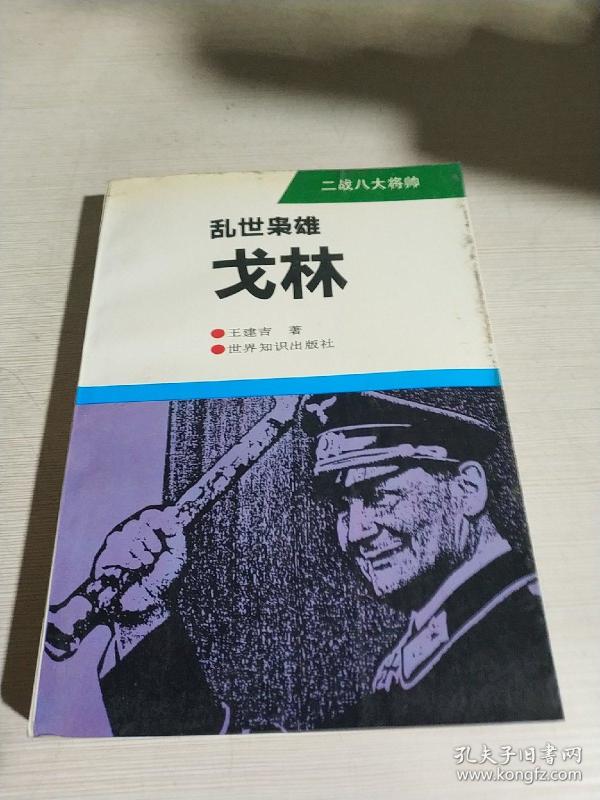 二战八大将帅
乱世枭雄
戈林
●王建吉 著
●世界知识出版社
孔夫子旧书网
www.kongfz.com